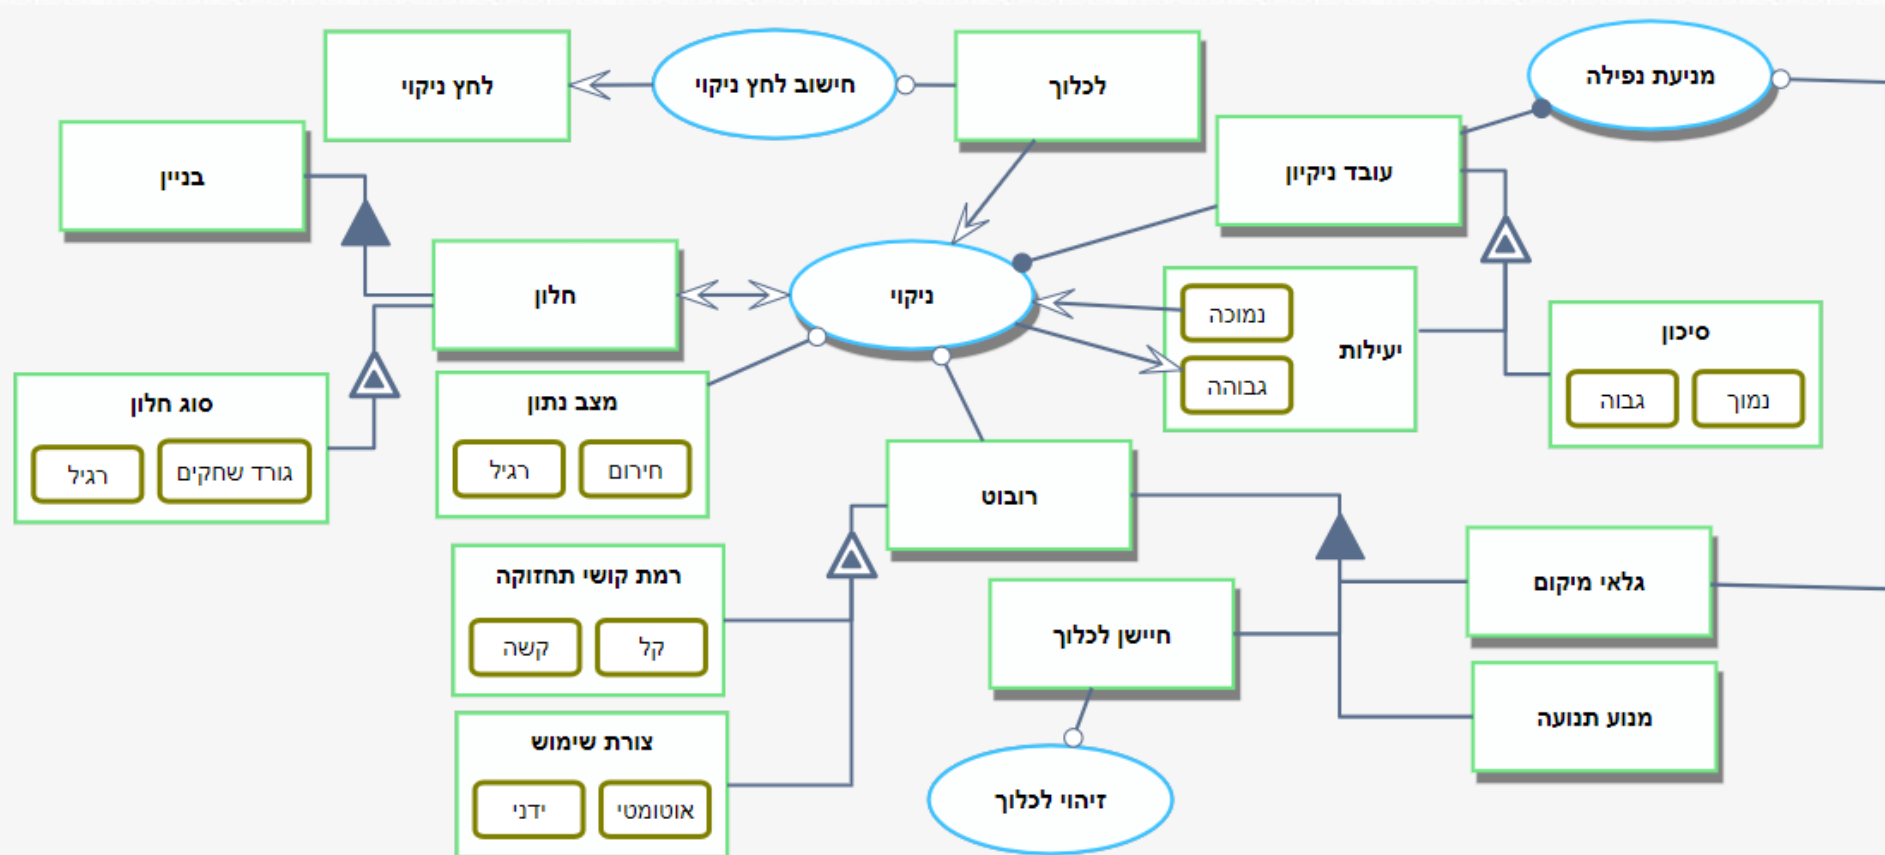 מניעת נפילה
לכלוך
חישוב לחץ ניקוי
לחץ ניקוי
עובד ניקיון
בניין
חלון
ניקוי
נמוכה
יעילות
גבוהה
סיכון
נמוך
גבוה
סוג חלון
גורד שחקים
רגיל
מצב נתון
חירום
רגיל
רובוט
רמת קושי תחזוקה
קל
קשה
גלאי מיקום
חיישן לכלוך
מנוע תנועה
צורת שימוש
אוטומטי
ידני
זיהוי לכלוך